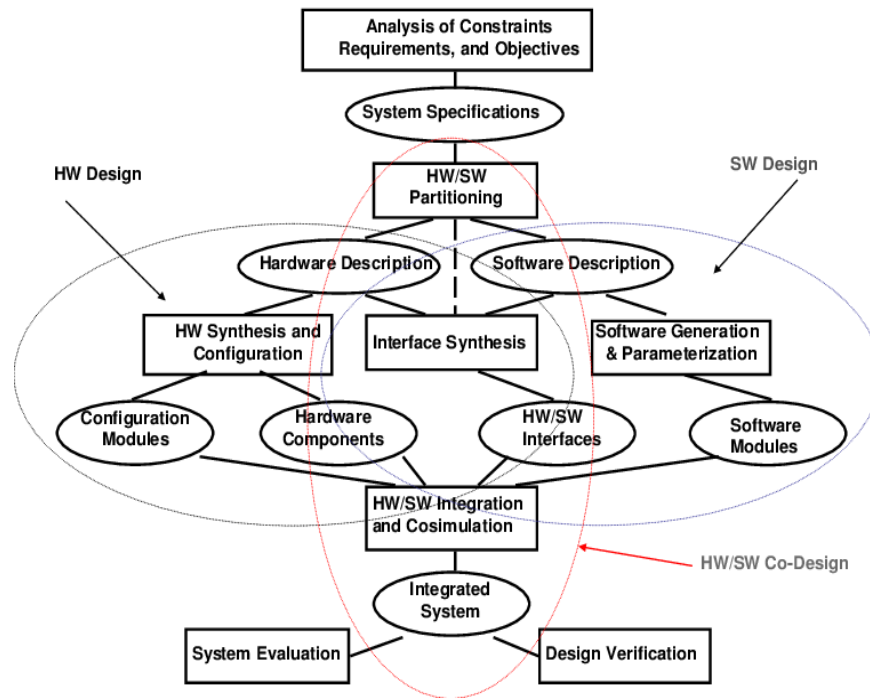 Analysis of Constraints
Requirements, and Objectives
System Specifications
HW Design
SW Design
HW/SW
Partitioning
Hardware Description
Software Description
HW Synthesis and
Configuration
Interface Synthesis
Software Generation
& Parameterization
Configuration
Modules
Hardware
Components
HW/SW
Interfaces
Software
Modules
HW/SW Integration
and Cosimulation
HW/SW Co-Design
Integrated
System
System Evaluation
Design Verification